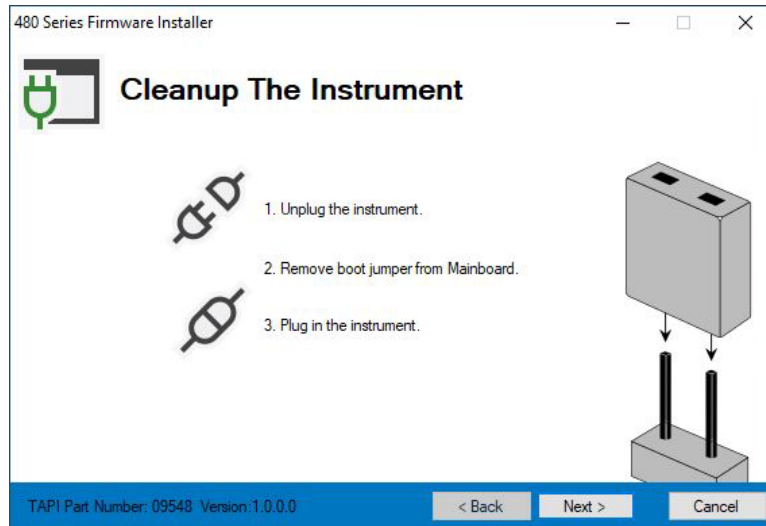 480 Series Firmware Installer
Cleanup The Instrument
1. Unplug the instrument.
2. Remove boot jumper from Mainboard.
3. Plug in the instrument.
TAPI Part Number: 09548 Version:1.0.0.0
< Back
Next >
Cancel